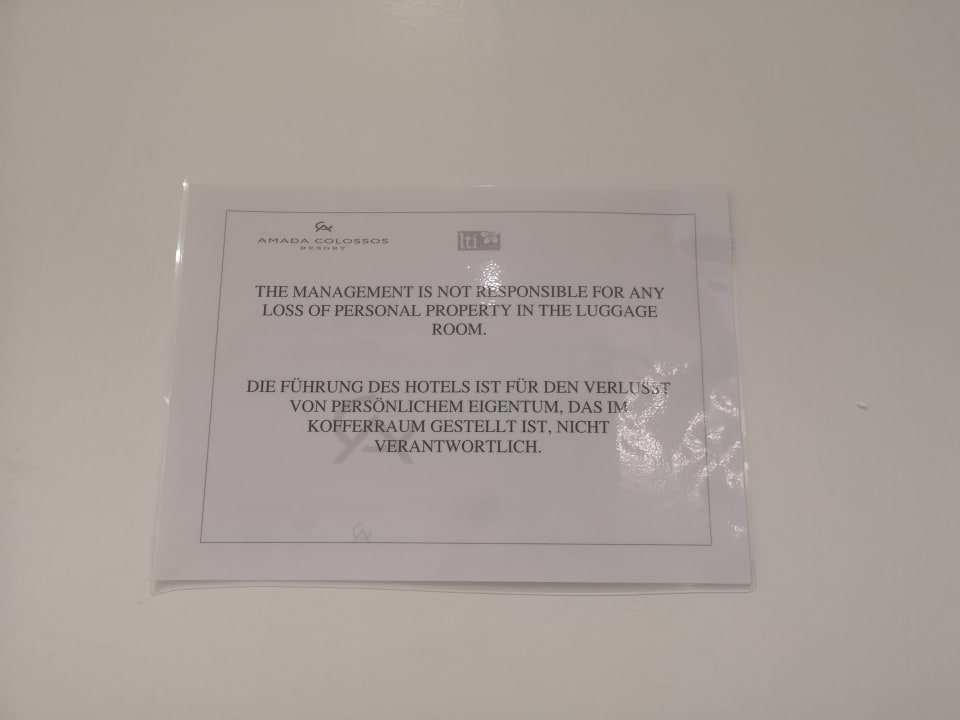 AMADA COLOSSOS
RESORT
lti
THE MANAGEMENT IS NOT RESPONSIBLE FOR ANY
LOSS OF PERSONAL PROPERTY IN THE LUGGAGE
ROOM.
DIE FÜHRUNG DES HOTELS IST FÜR DEN VERLUSST
VON PERSÖNLICHEM EIGENTUM, DAS IM
KOFFERRAUM GESTELLT IST, NICHT
VERANTWORTLICH.